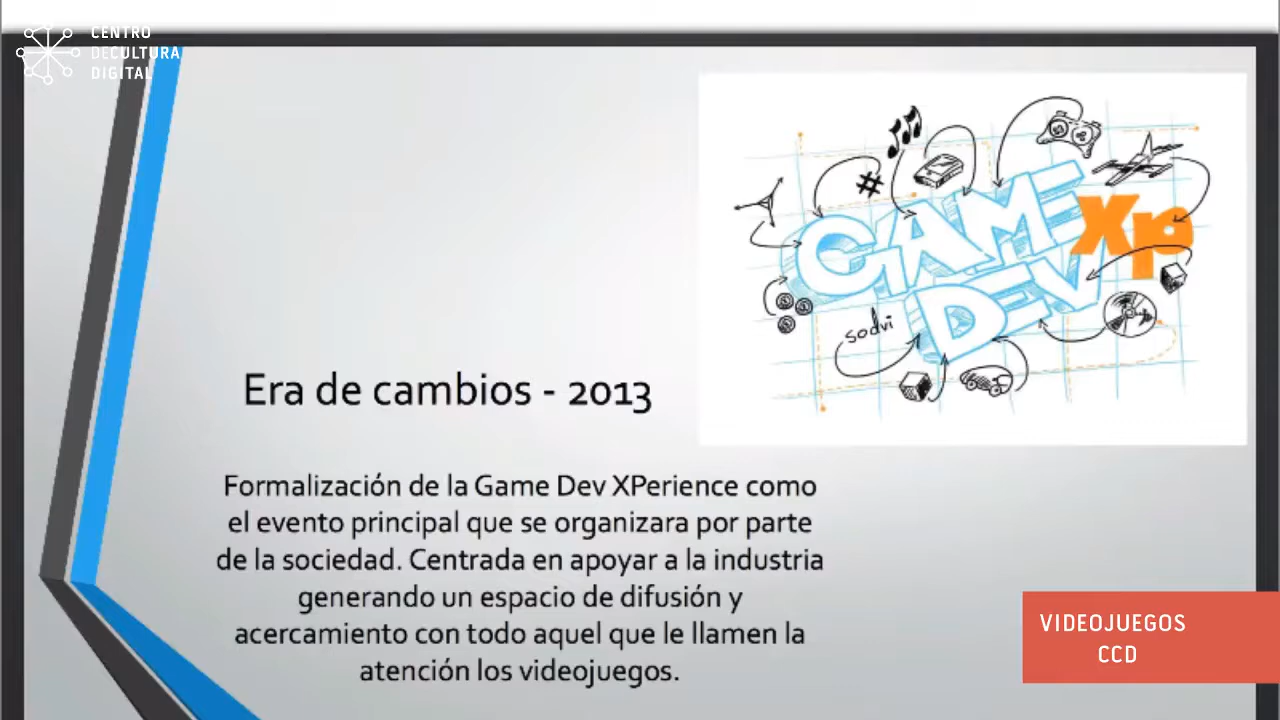 CENTRO
DECULTURA
DIGITAL
#
GAME
Xp
DEV
sodvi
Era de cambios - 2013
Formalización de la Game Dev XPerience como
el evento principal que se organizara por parte
de la sociedad. Centrada en apoyar a la industria
generando un espacio de difusión y
acercamiento con todo aquel que le llamen la
atención los videojuegos.
VIDEOJUEGOS
CCD